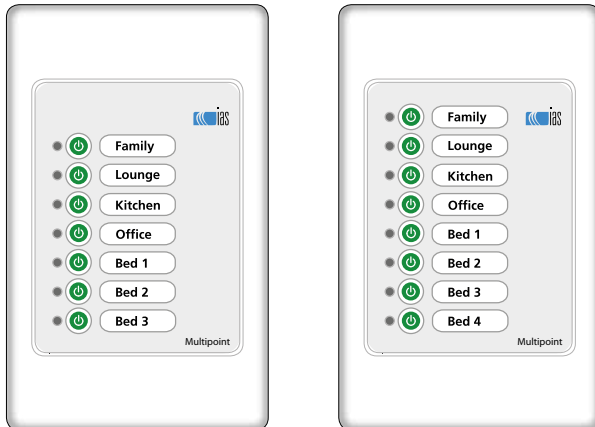 ias
Family
Lounge
Kitchen
Office
Bed 1
Bed 2
Bed 3
Multipoint
Family
ias
Lounge
Kitchen
Office
Bed 1
Bed 2
Bed 3
Bed 4
Multipoint